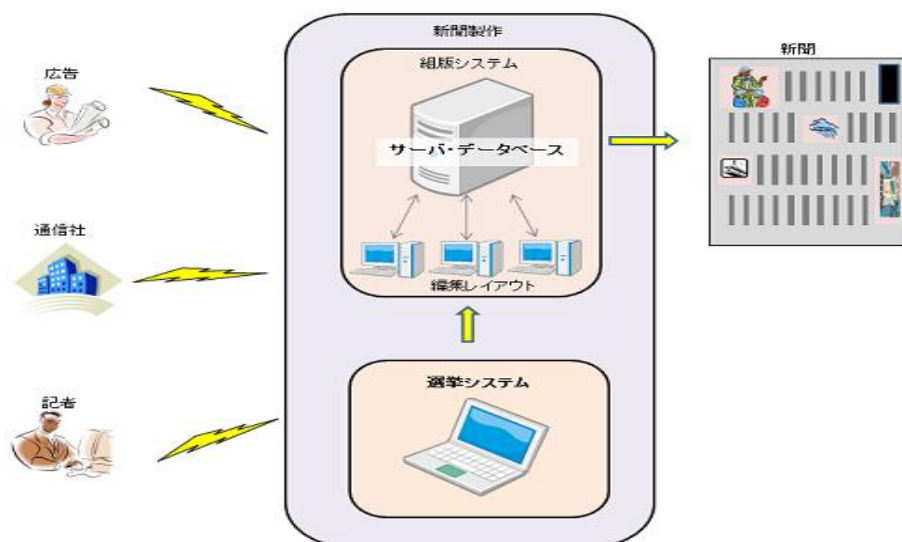 新聞製作
新聞
組版システム
広告
サーバ・データベース
通信社
編集レイアウト
選挙システム
記者